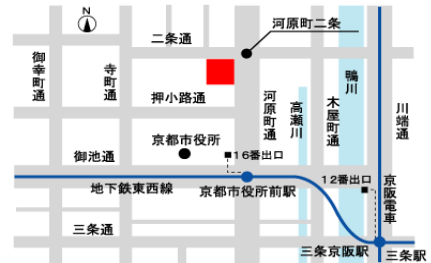 N
河原町二条
二条通
御幸町通
寺町通
押小路通
河原町通
高瀬川
木屋町通
鴨川
川端通
京都市役所
16番出口
御池通
12番出口
地下鉄東西線
京都市役所前駅
京阪電車
三条通
三条京阪駅
三条駅